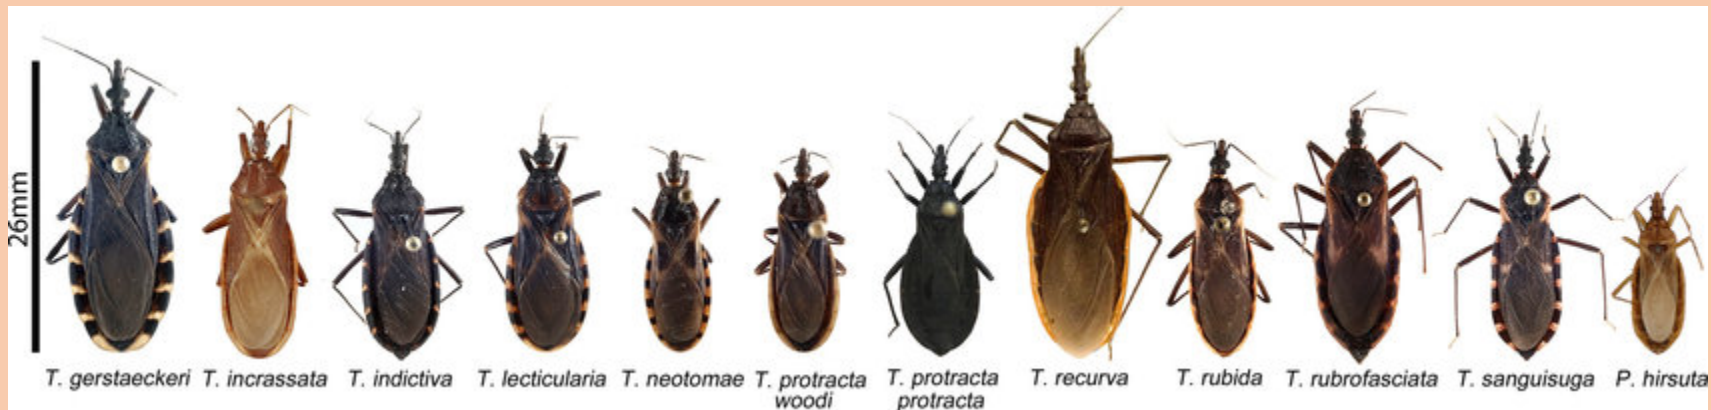 26mm
T. gerstaeckeri T. incrassata T. indictiva T. lecticularia T. neotomae T. protracta T. protracta T. recurva T. rubida T. rubrofasciata T. sanguisuga P. hirsuta
woodi protracta